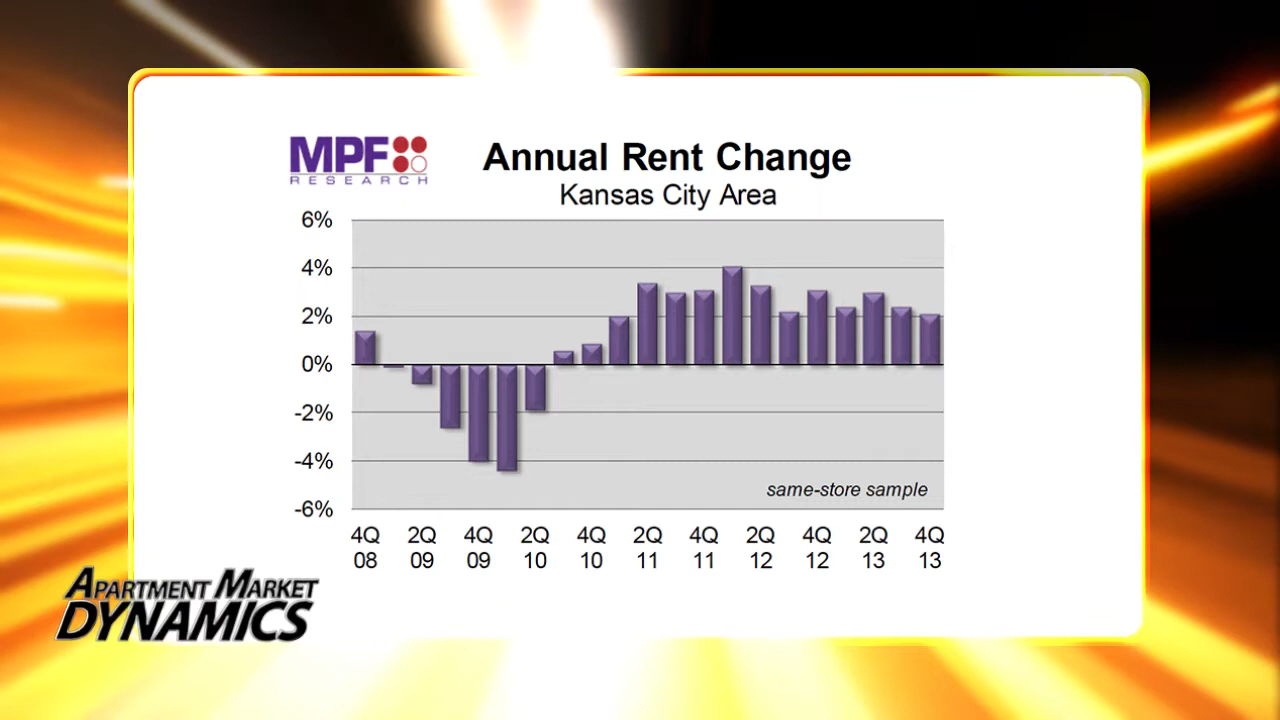 MPF
RESEARCH
Annual Rent Change
Kansas City Area
6%
4%
2%
0%
-2%
-4%
-6%
same-store sample
4Q 2Q 4Q 2Q 4Q 2Q 4Q 2Q 4Q 2Q 4Q
08 09 09 10 10 11 11 12 12 13 13
APARTMENT MARKET
DYNAMICS